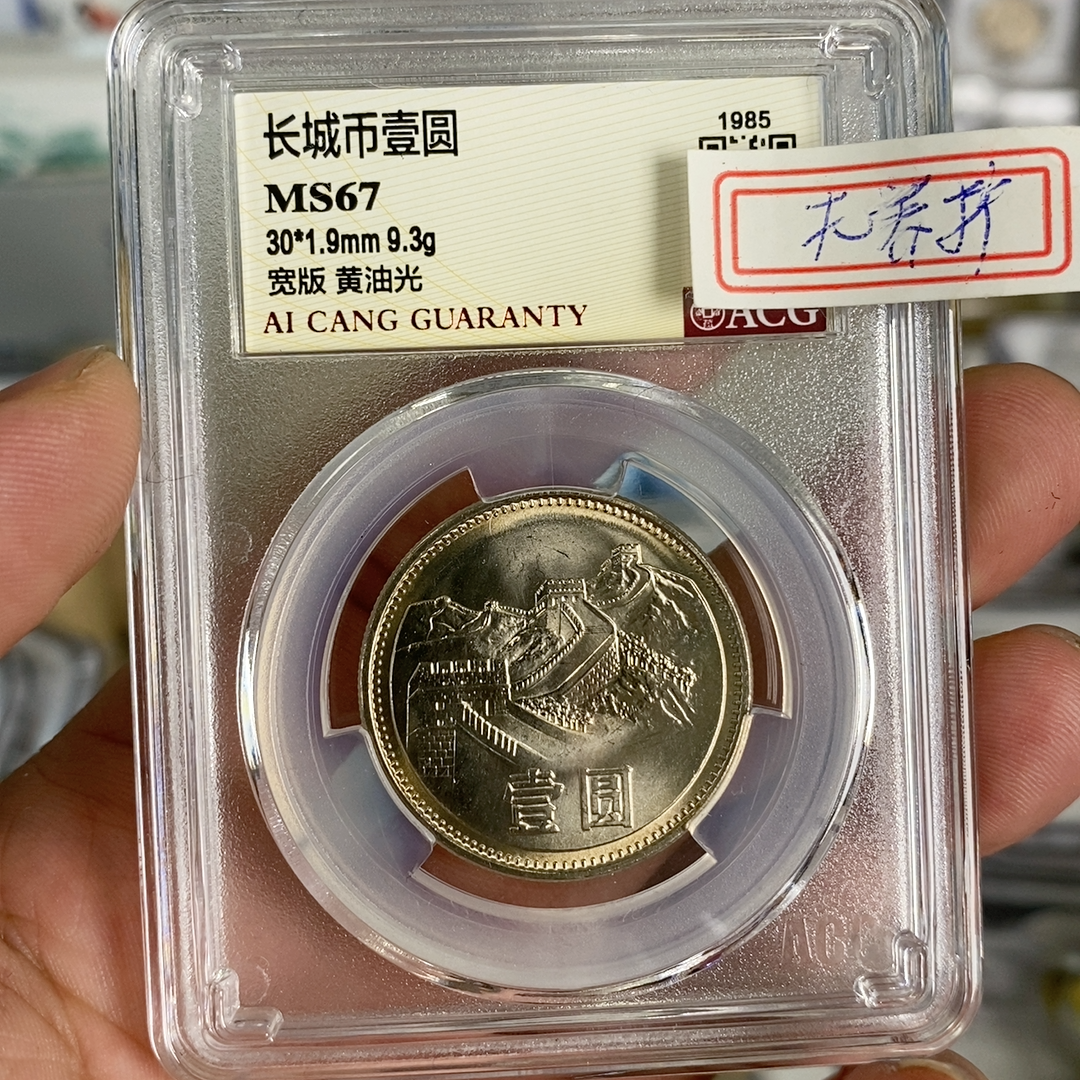 长城币壹圆
1985
MS67
30*1.9mm 9.3g
宽版 黄油光
AI CANG GUARANTY
ACG
壹圆